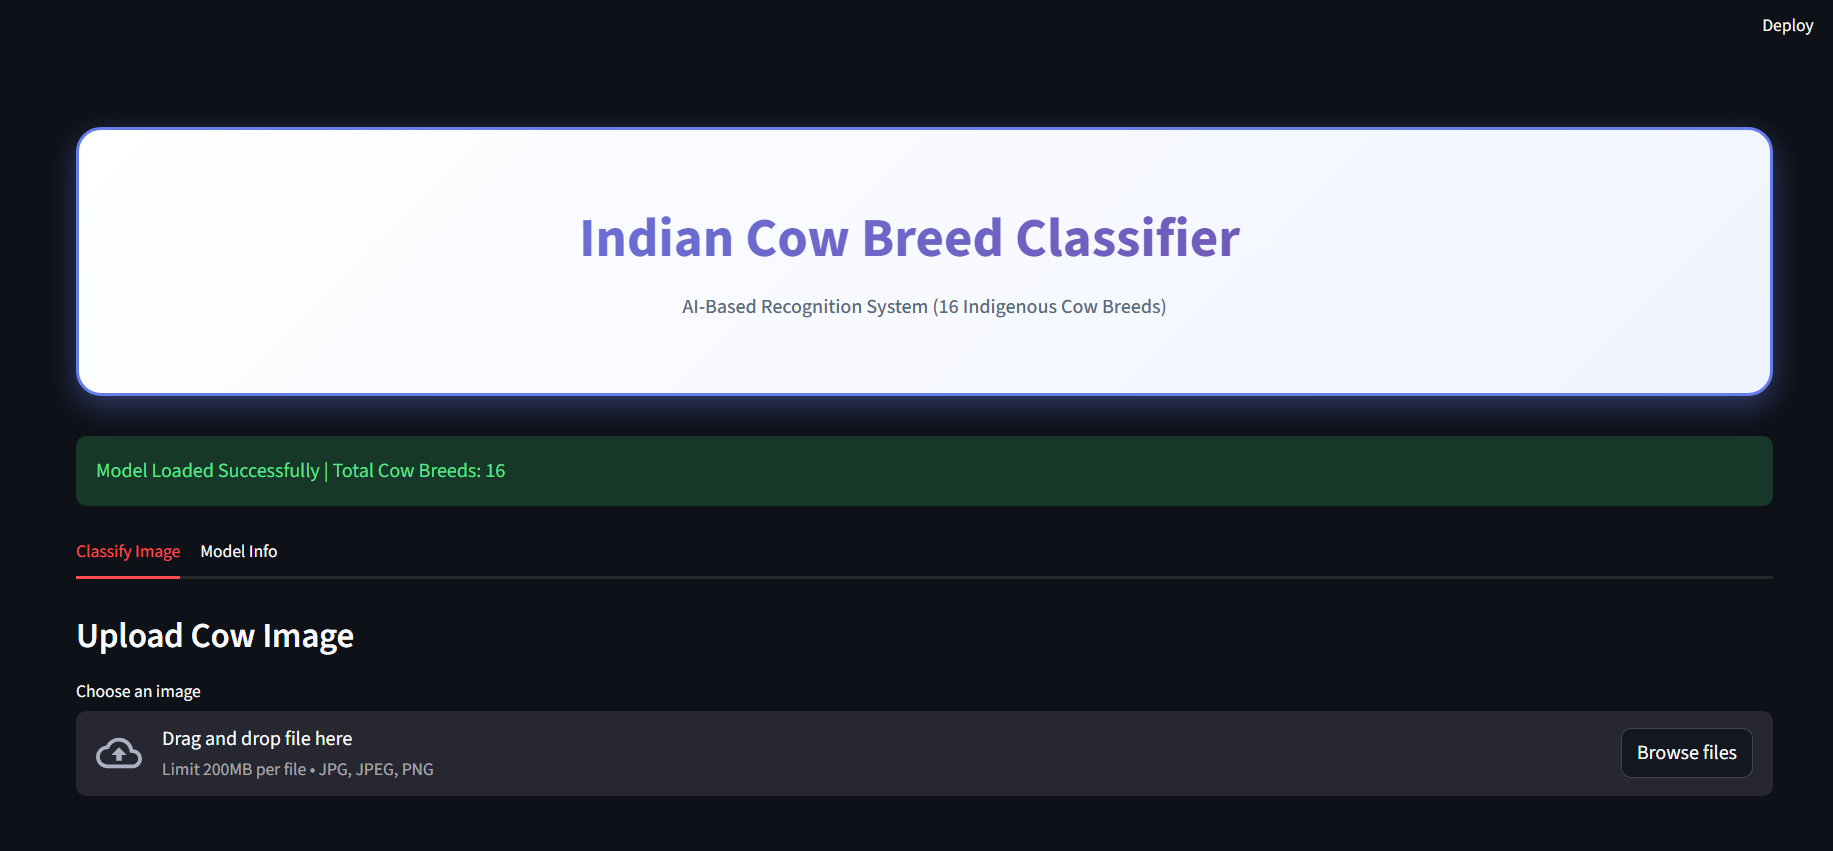 Deploy
Indian Cow Breed Classifier
AI-Based Recognition System (16 Indigenous Cow Breeds)
Model Loaded Successfully | Total Cow Breeds: 16
Classify Image Model Info
Upload Cow Image
Choose an image
Drag and drop file here
Limit 200MB per file • JPG, JPEG, PNG
Browse files